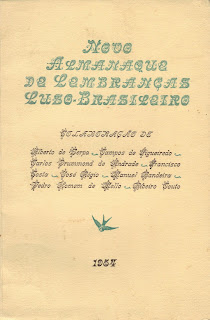 NOVO
ALMANAQUE
DE LEMBRANÇAS
LUSO-BRASILEIRO
COLABORAÇÃO DE
Alberto de Serpa — Campos de Figueiredo —
Carlos Drummond de Andrade — Francisco
Costa — José Régio — Manuel Bandeira —
Pedro Homem de Mello — Ribeiro Couto
1954